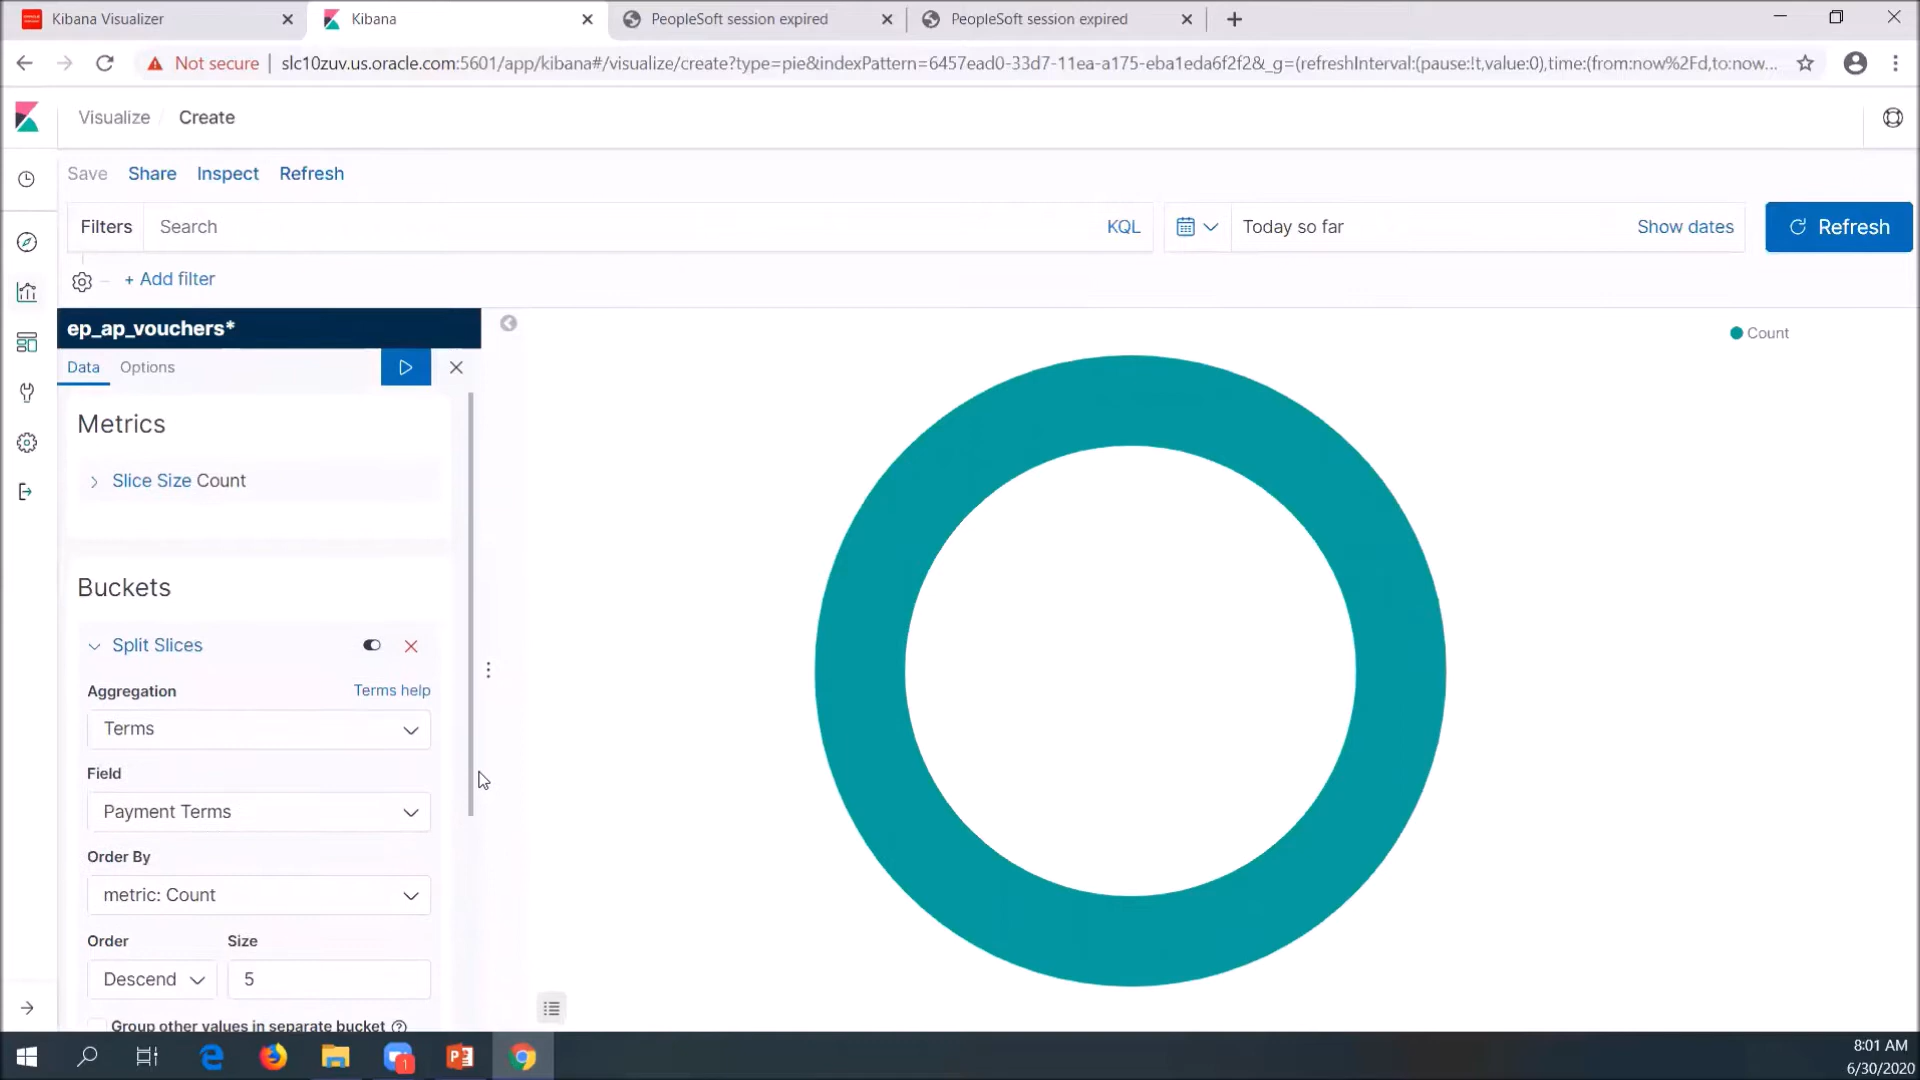 Kibana Visualizer
Kibana
PeopleSoft session expired
PeopleSoft session expired
Not secure
slc10zuv.us.oracle.com:5601/app/kibana#/visualize/create?type=pie&indexPattern=6457ead0-33d7-11ea-a175-eba1eda6f2f2&_g=(refreshInterval:(pause:!t,value:0),time:(from:now%2Fd,to:now...
Visualize / Create
Save Share Inspect Refresh
Filters Search KQL Today so far Show dates Refresh
+ Add filter
ep_ap_vouchers*
Data Options
Count
Metrics
Slice Size Count
Buckets
Split Slices
Aggregation Terms help
Terms
Field
Payment Terms
Order By
metric: Count
Order Size
Descend 5
Group other values in separate bucket
1
8:01 AM
6/30/2020